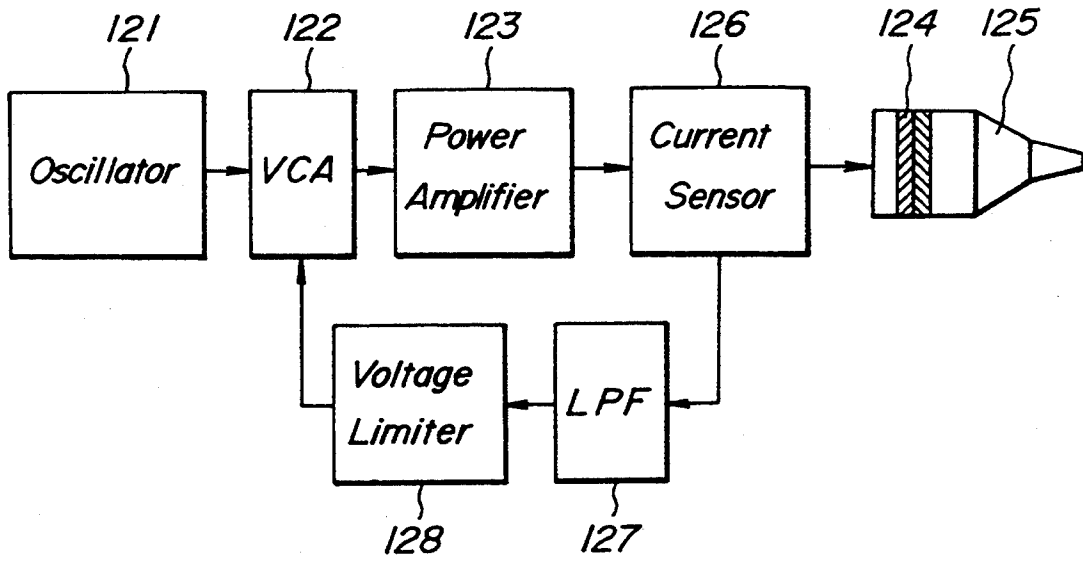 121
122
123
126
124
125
Oscillator
VCA
Power
Amplifier
Current
Sensor
Voltage
Limiter
LPF
128
127